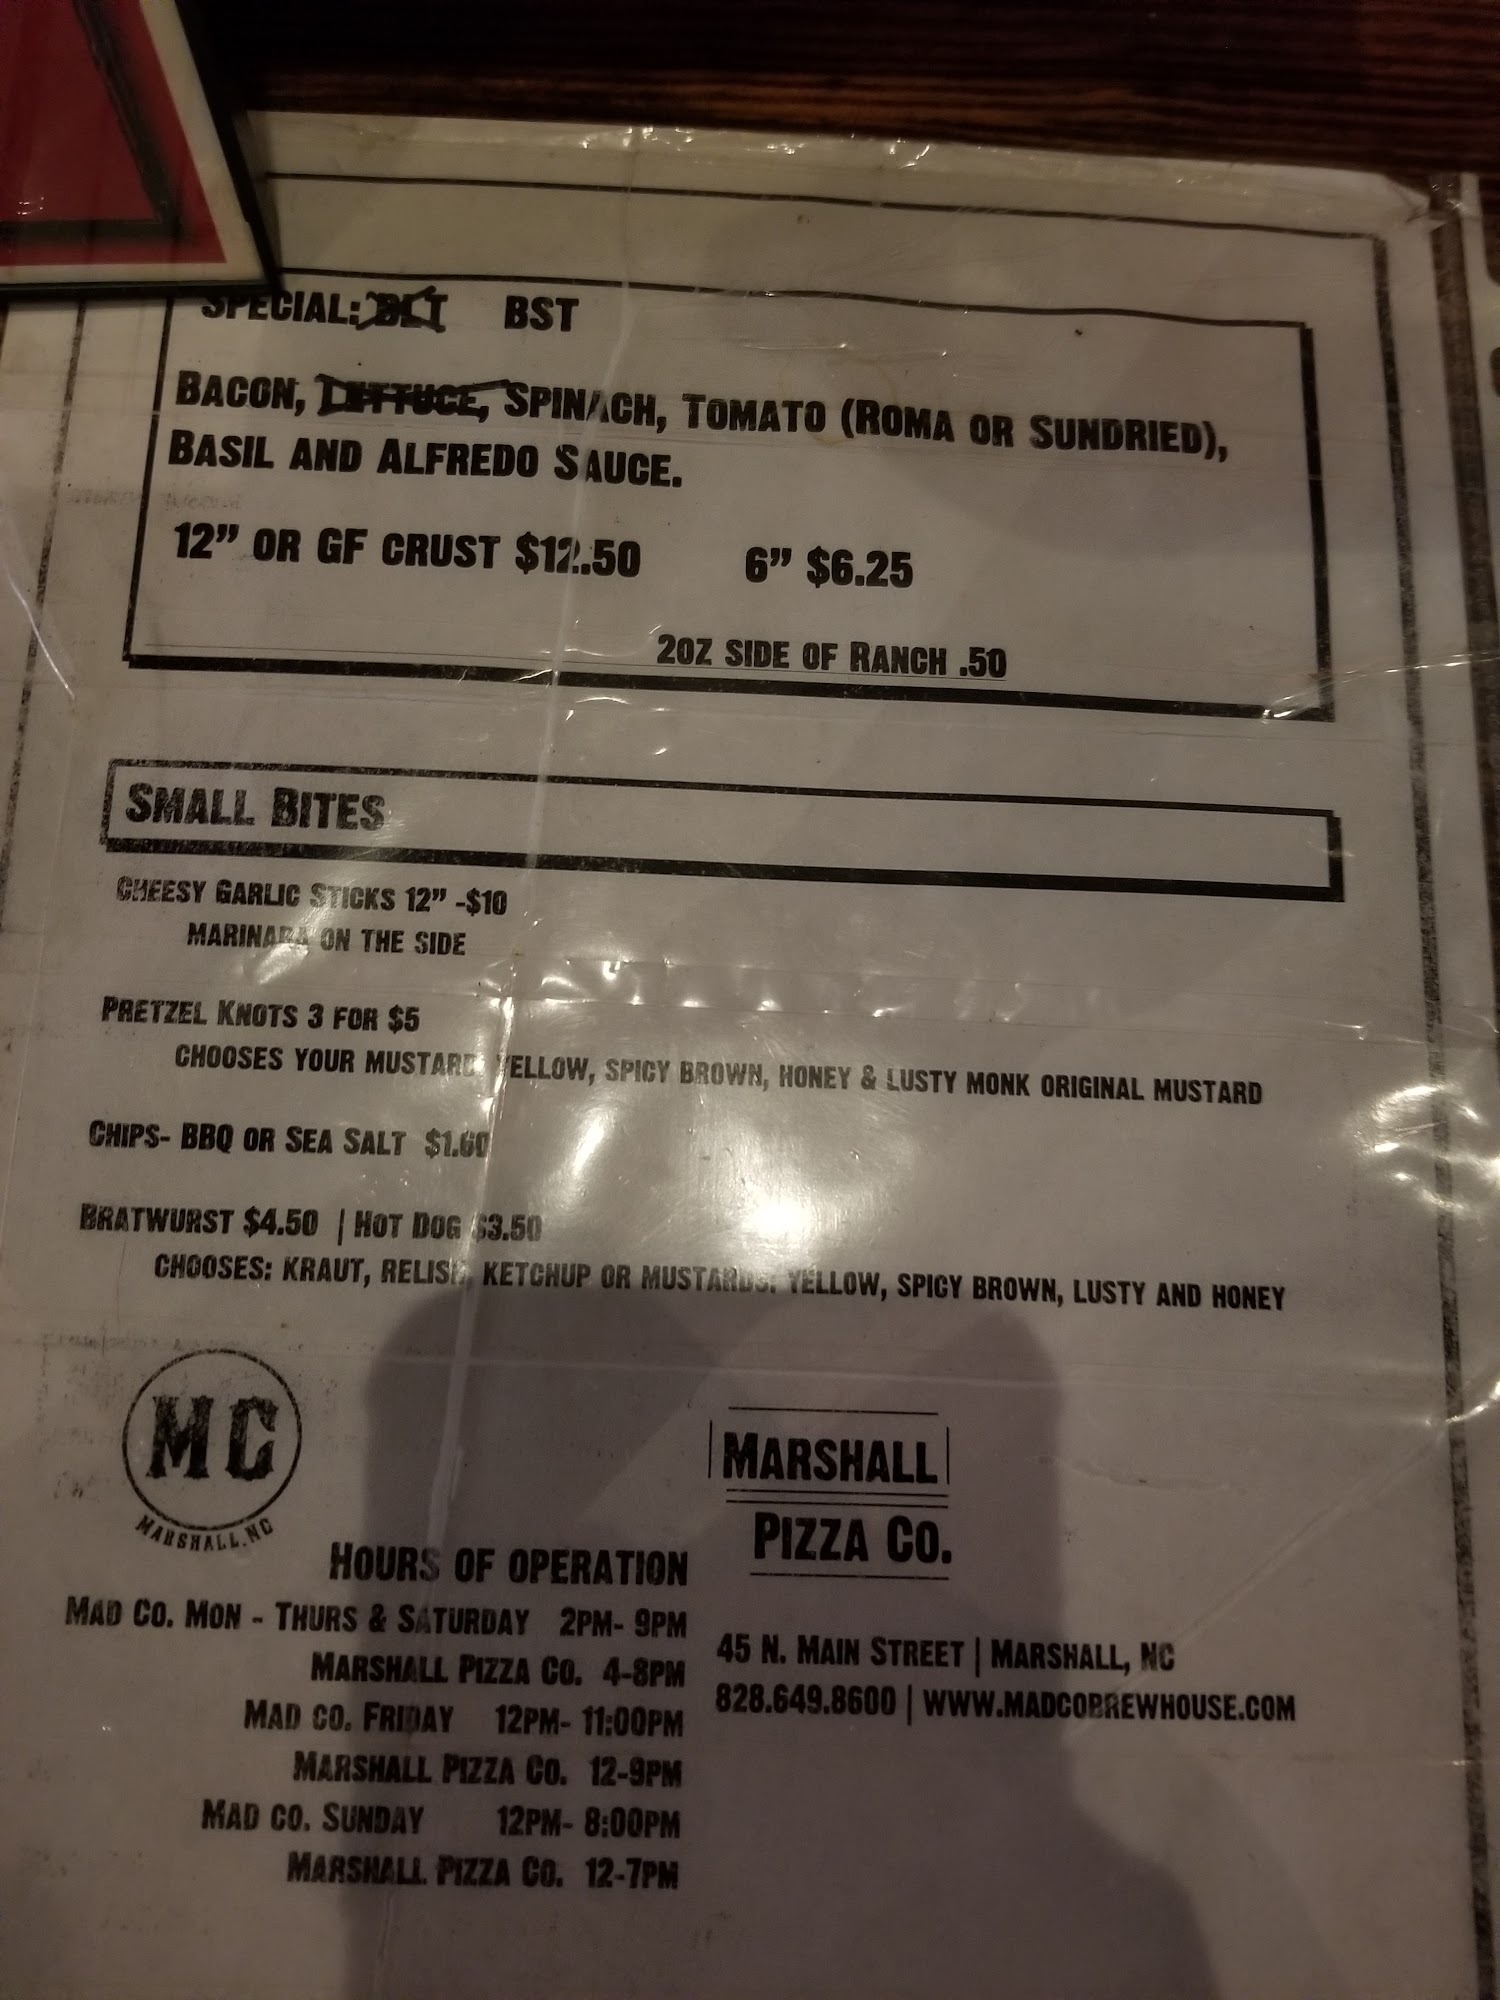 SPECIAL: BLT BST
BACON, LETTUCE, SPINACH, TOMATO (ROMA OR SUNDRIED),
BASIL AND ALFREDO SAUCE.
12” OR GF CRUST $12.50 6” $6.25
2OZ SIDE OF RANCH .50
SMALL BITES
CHEESY GARLIC STICKS 12” -$10
MARINARA ON THE SIDE
PRETZEL KNOTS 3 FOR $5
CHOOSES YOUR MUSTARD: YELLOW, SPICY BROWN, HONEY & LUSTY MONK ORIGINAL MUSTARD
CHIPS- BBQ OR SEA SALT $1.60
BRATWURST $4.50 | HOT DOG $3.50
CHOOSES: KRAUT, RELISH, KETCHUP OR MUSTARDS: YELLOW, SPICY BROWN, LUSTY AND HONEY
MC
MARSHALL, NC
HOURS OF OPERATION
MAD CO. MON - THURS & SATURDAY 2PM- 9PM
MARSHALL PIZZA CO. 4-8PM
MAD CO. FRIDAY 12PM- 11:00PM
MARSHALL PIZZA CO. 12-9PM
MAD CO. SUNDAY 12PM- 8:00PM
MARSHALL PIZZA CO. 12-7PM
MARSHALL
PIZZA CO.
45 N. MAIN STREET | MARSHALL, NC
828.649.8600 | WWW.MADCOBREWHOUSE.COM